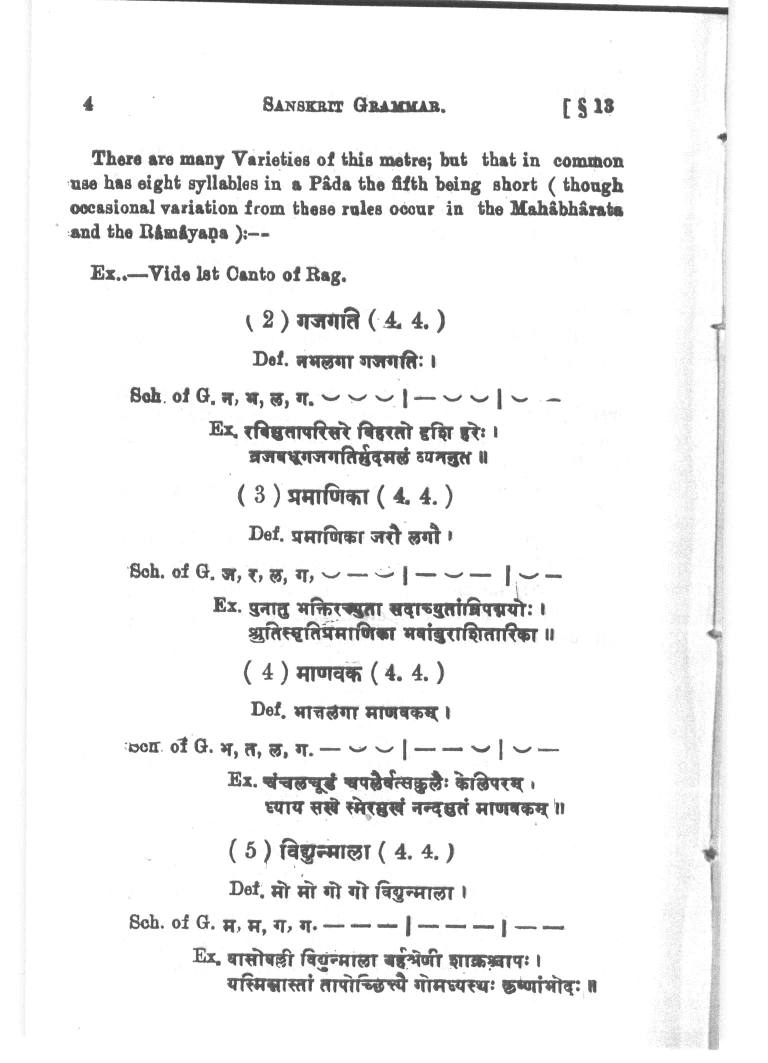 4 SANSKRIT GRAMMAR. [ § 13
There are many Varieties of this metre; but that in common
use has eight syllables in a Pâda the fifth being short ( though
occasional variation from these rules occur in the Mahâbhârata
and the Râmâyaṇa ):--
Ex..—Vide 1st Canto of Rag.
( 2 ) गजगति ( 4. 4. )
Def. नभलगा गजगतिः ।
Sch. of G. न, भ, ल, ग. ⏑ ⏑ ⏑ | — ⏑ ⏑ | ⏑ —
Ex. रविसुतापरिसरे विहरतो दृशि हरेः ।
व्रजवधूगजगतिर्मुदमलं व्यतनुत ॥
( 3 ) प्रमाणिका ( 4. 4. )
Def. प्रमाणिका जरौ लगौ ।
Sch. of G. ज, र, ल, ग, ⏑ — ⏑ | — ⏑ — | ⏑ —
Ex. पुनातु भक्तिरच्युता सदाच्युतांघ्रिपद्मयोः ।
श्रुतिस्मृतिप्रमाणिका भवांबुराशितारिका ॥
( 4 ) माणवक ( 4. 4. )
Def. भात्तलगा माणवकम् ।
Sch. of G. भ, त, ल, ग. — ⏑ ⏑ | — — ⏑ | ⏑ —
Ex. चंचलचूडं चपलैर्वत्सकुलैः केलिपरम् ।
ध्याय सखे स्मेरमुखं नन्दसुतं माणवकम् ॥
( 5 ) विद्युन्माला ( 4. 4. )
Def. मो मो गो गो विद्युन्माला ।
Sch. of G. म, म, ग, ग. — — — | — — — | — —
Ex. वासोवल्ली विद्युन्माला बर्हश्रेणी शाक्रश्चापः ।
यस्मिन्नास्तां तापोच्छित्त्यै गोमध्यस्थः कृष्णांभोदः ॥